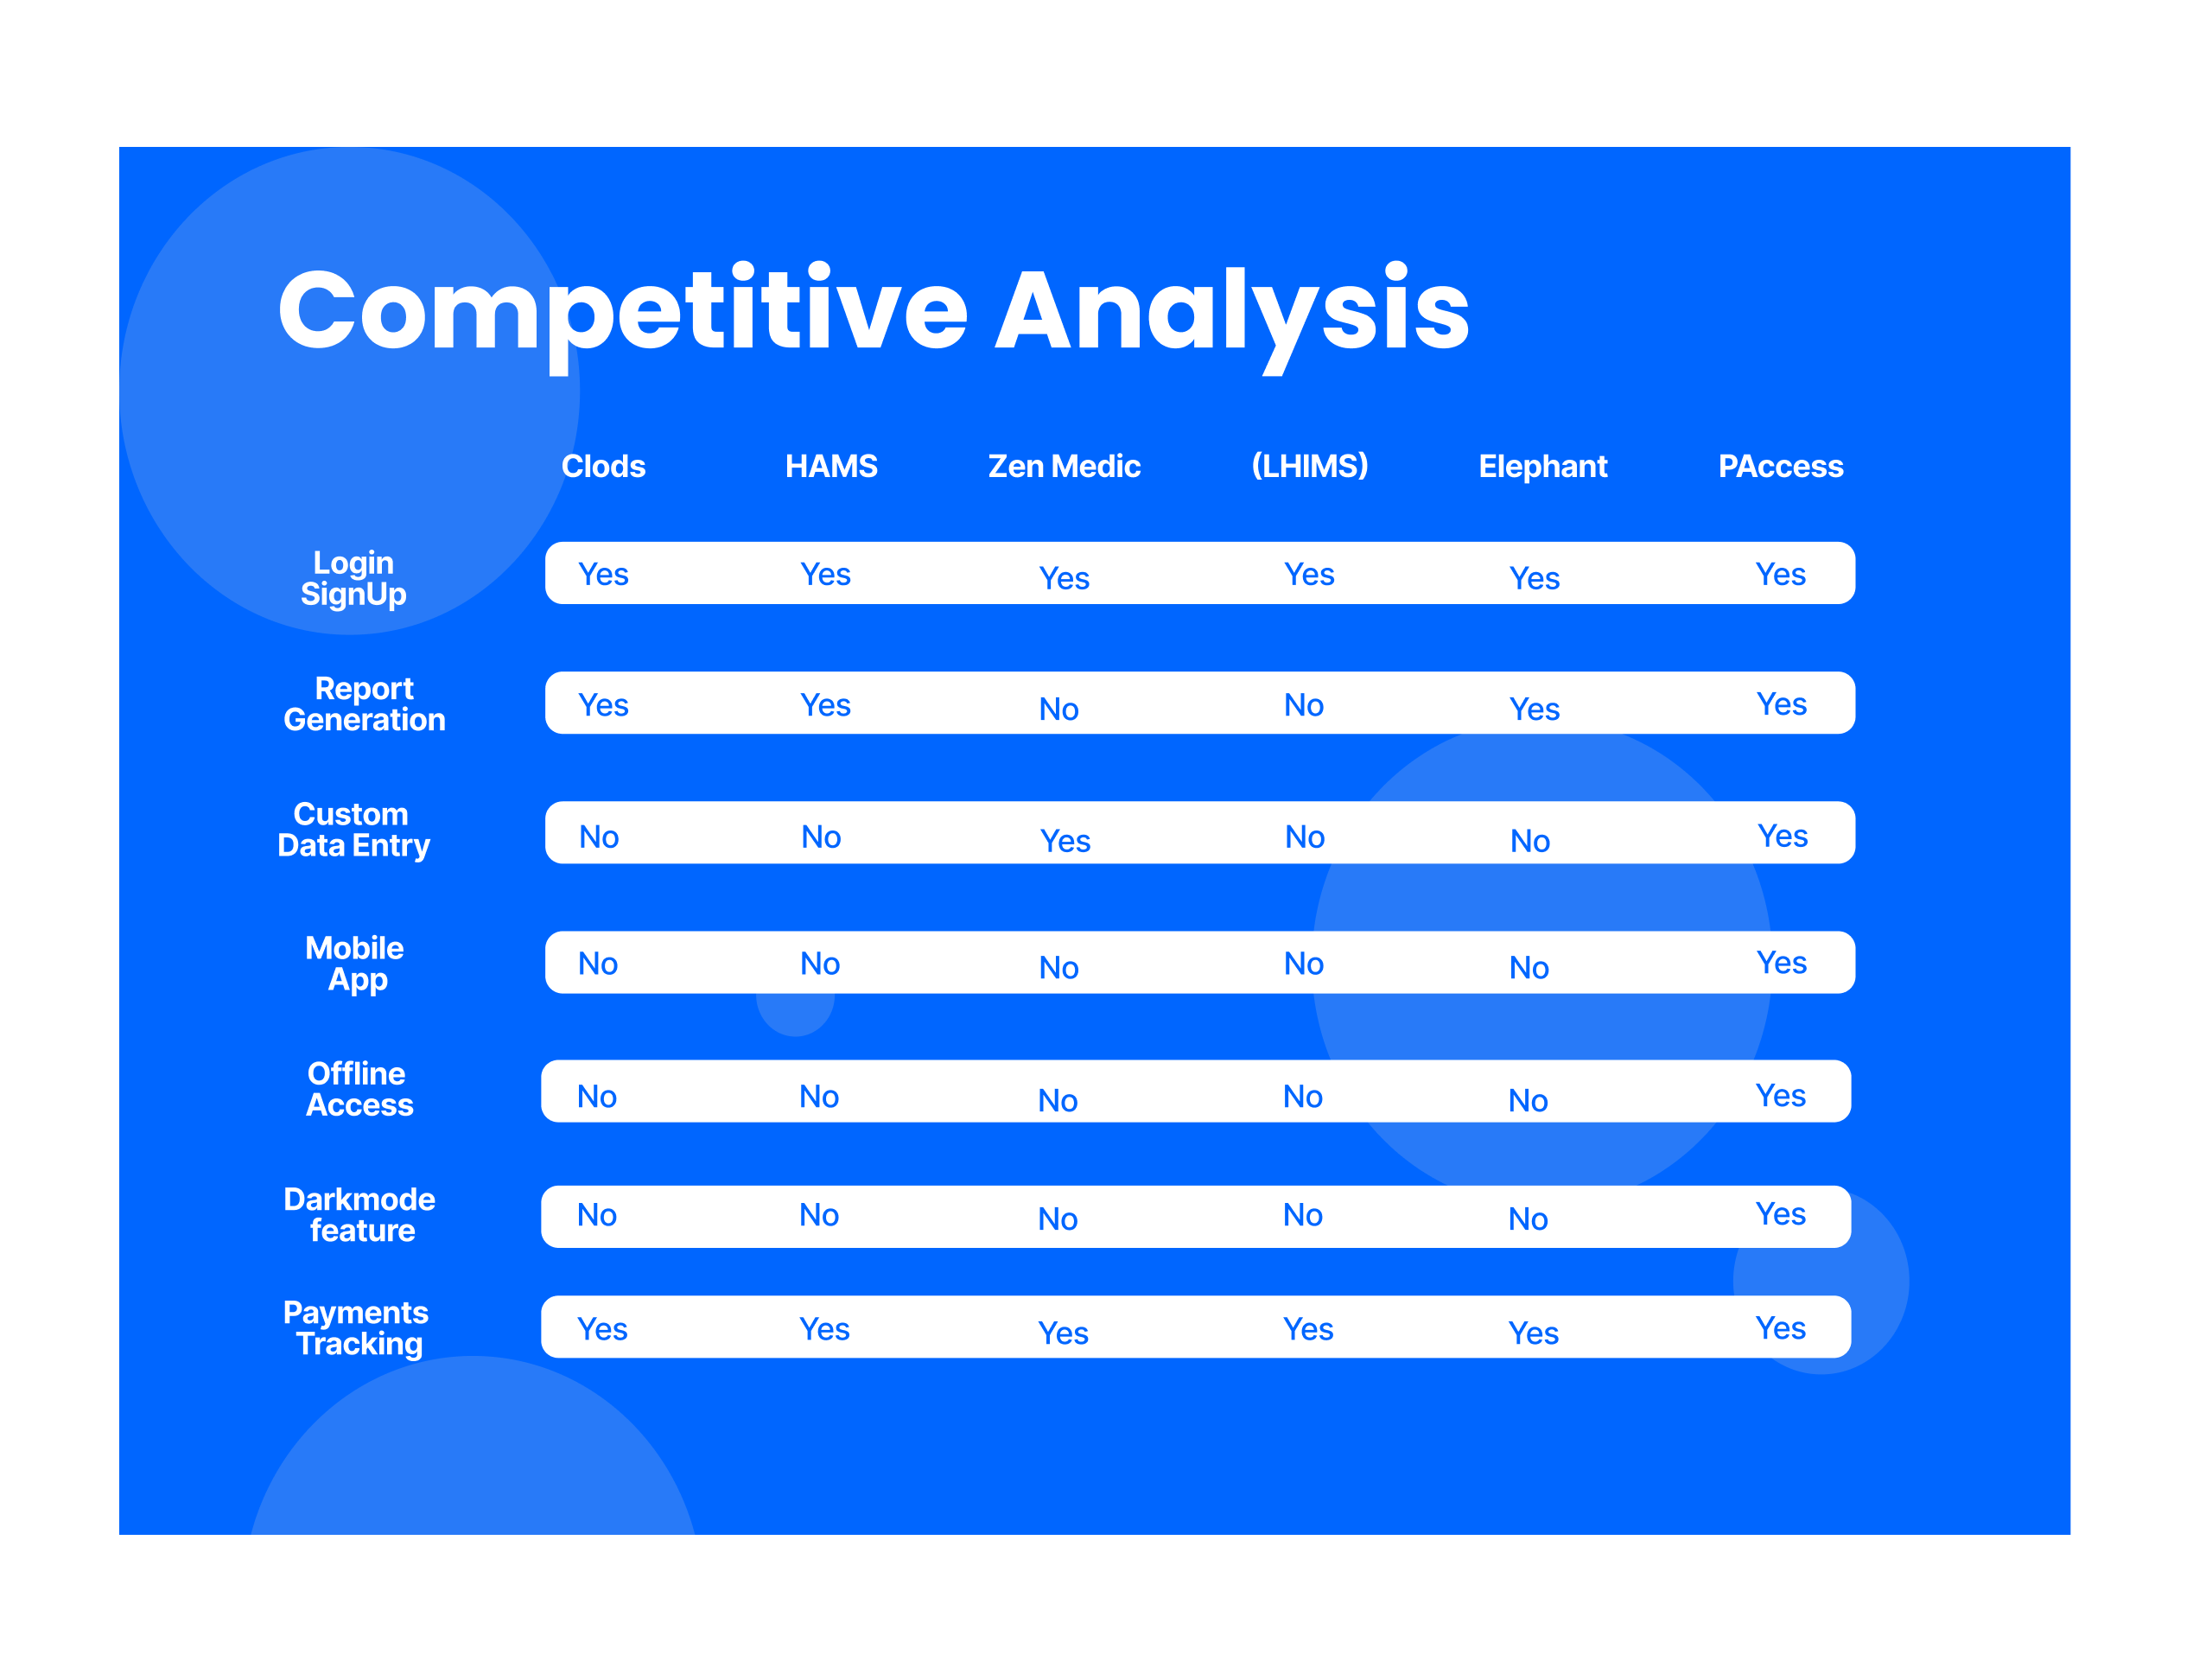 Competitive Analysis
Clods HAMS Zen Medic (LHIMS) Elephant PAccess
Login
SignUp
Yes Yes Yes Yes Yes Yes
Report
Generation
Yes Yes No No Yes Yes
Custom
Data Entry
No No Yes No No Yes
Mobile
App
No No No No No Yes
Offline
Access
No No No No No Yes
Darkmode
feature
No No No No No Yes
Payments
Tracking
Yes Yes Yes Yes Yes Yes